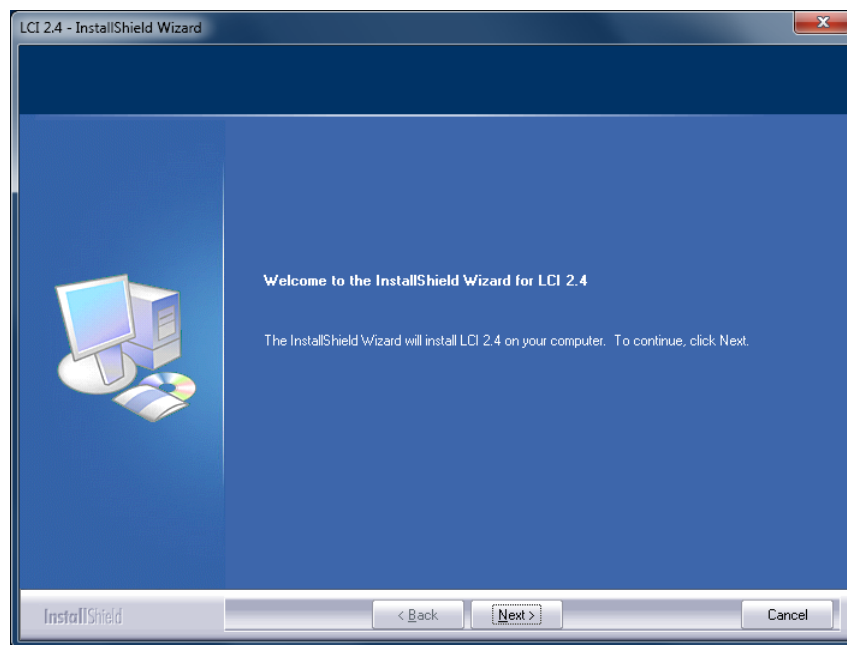 LCI 2.4 - InstallShield Wizard
Welcome to the InstallShield Wizard for LCI 2.4
The InstallShield Wizard will install LCI 2.4 on your computer. To continue, click Next.
InstallShield
< Back
Next >
Cancel